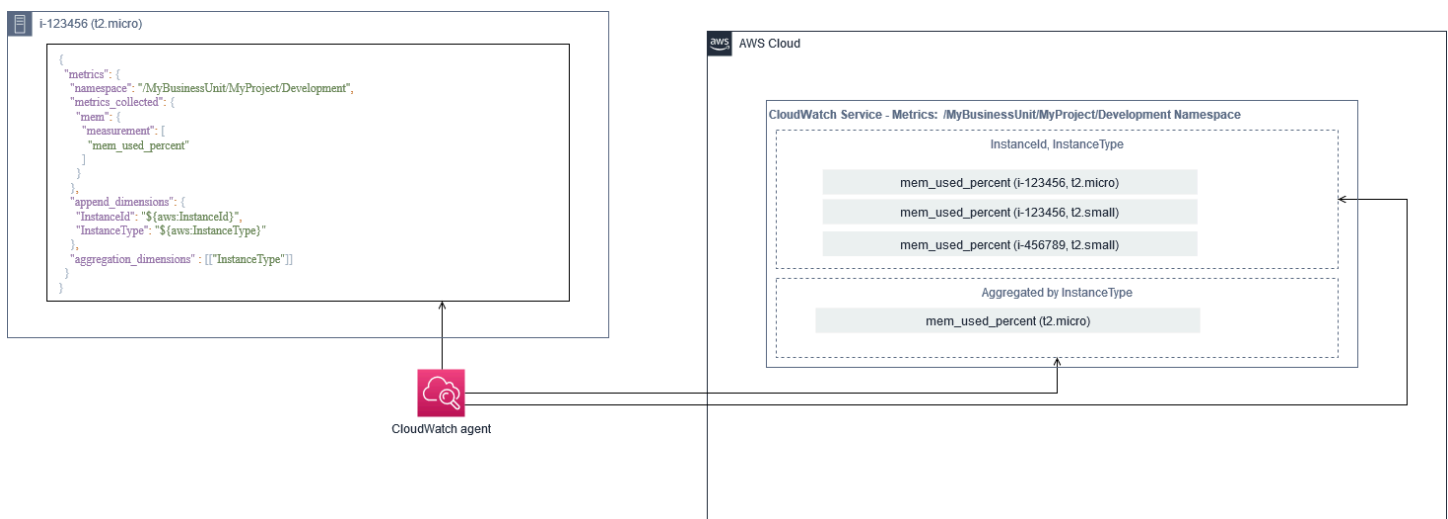 i-123456 (t2.micro)
{
"metrics": {
"namespace": "/MyBusinessUnit/MyProject/Development",
"metrics_collected": {
"mem": {
"measurement": [
"mem_used_percent"
]
}
},
"append_dimensions": {
"InstanceId": "${aws:InstanceId}",
"InstanceType": "${aws:InstanceType}"
},
"aggregation_dimensions" : [["InstanceType"]]
}
}
CloudWatch agent
aws
AWS Cloud
CloudWatch Service - Metrics: /MyBusinessUnit/MyProject/Development Namespace
InstanceId, InstanceType
mem_used_percent (i-123456, t2.micro)
mem_used_percent (i-123456, t2.small)
mem_used_percent (i-456789, t2.small)
Aggregated by InstanceType
mem_used_percent (t2.micro)